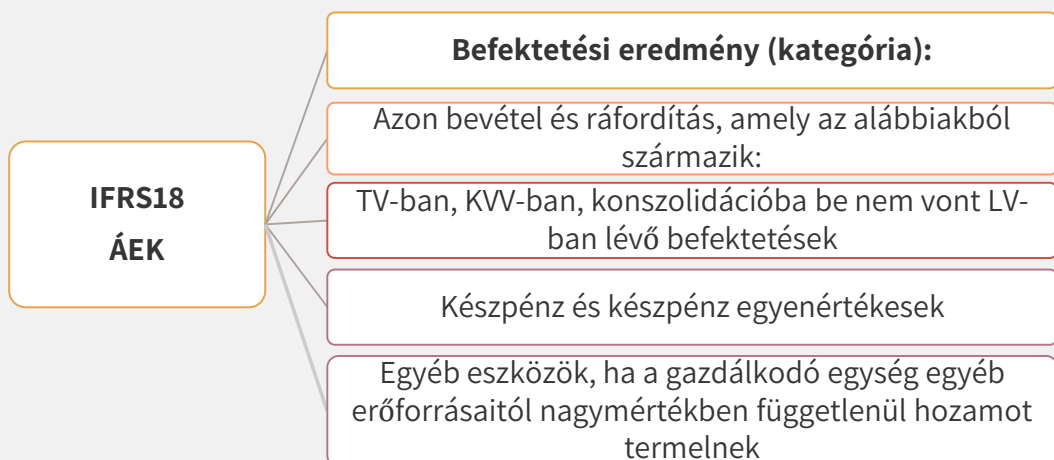 IFRS18
ÁEK
Befektetési eredmény (kategória):
Azon bevétel és ráfordítás, amely az alábbiakból
származik:
TV-ban, KVV-ban, konszolidációba be nem vont LV-
ban lévő befektetések
Készpénz és készpénz egyenértékesek
Egyéb eszközök, ha a gazdálkodó egység egyéb
erőforrásaitól nagymértékben függetlenül hozamot
termelnek